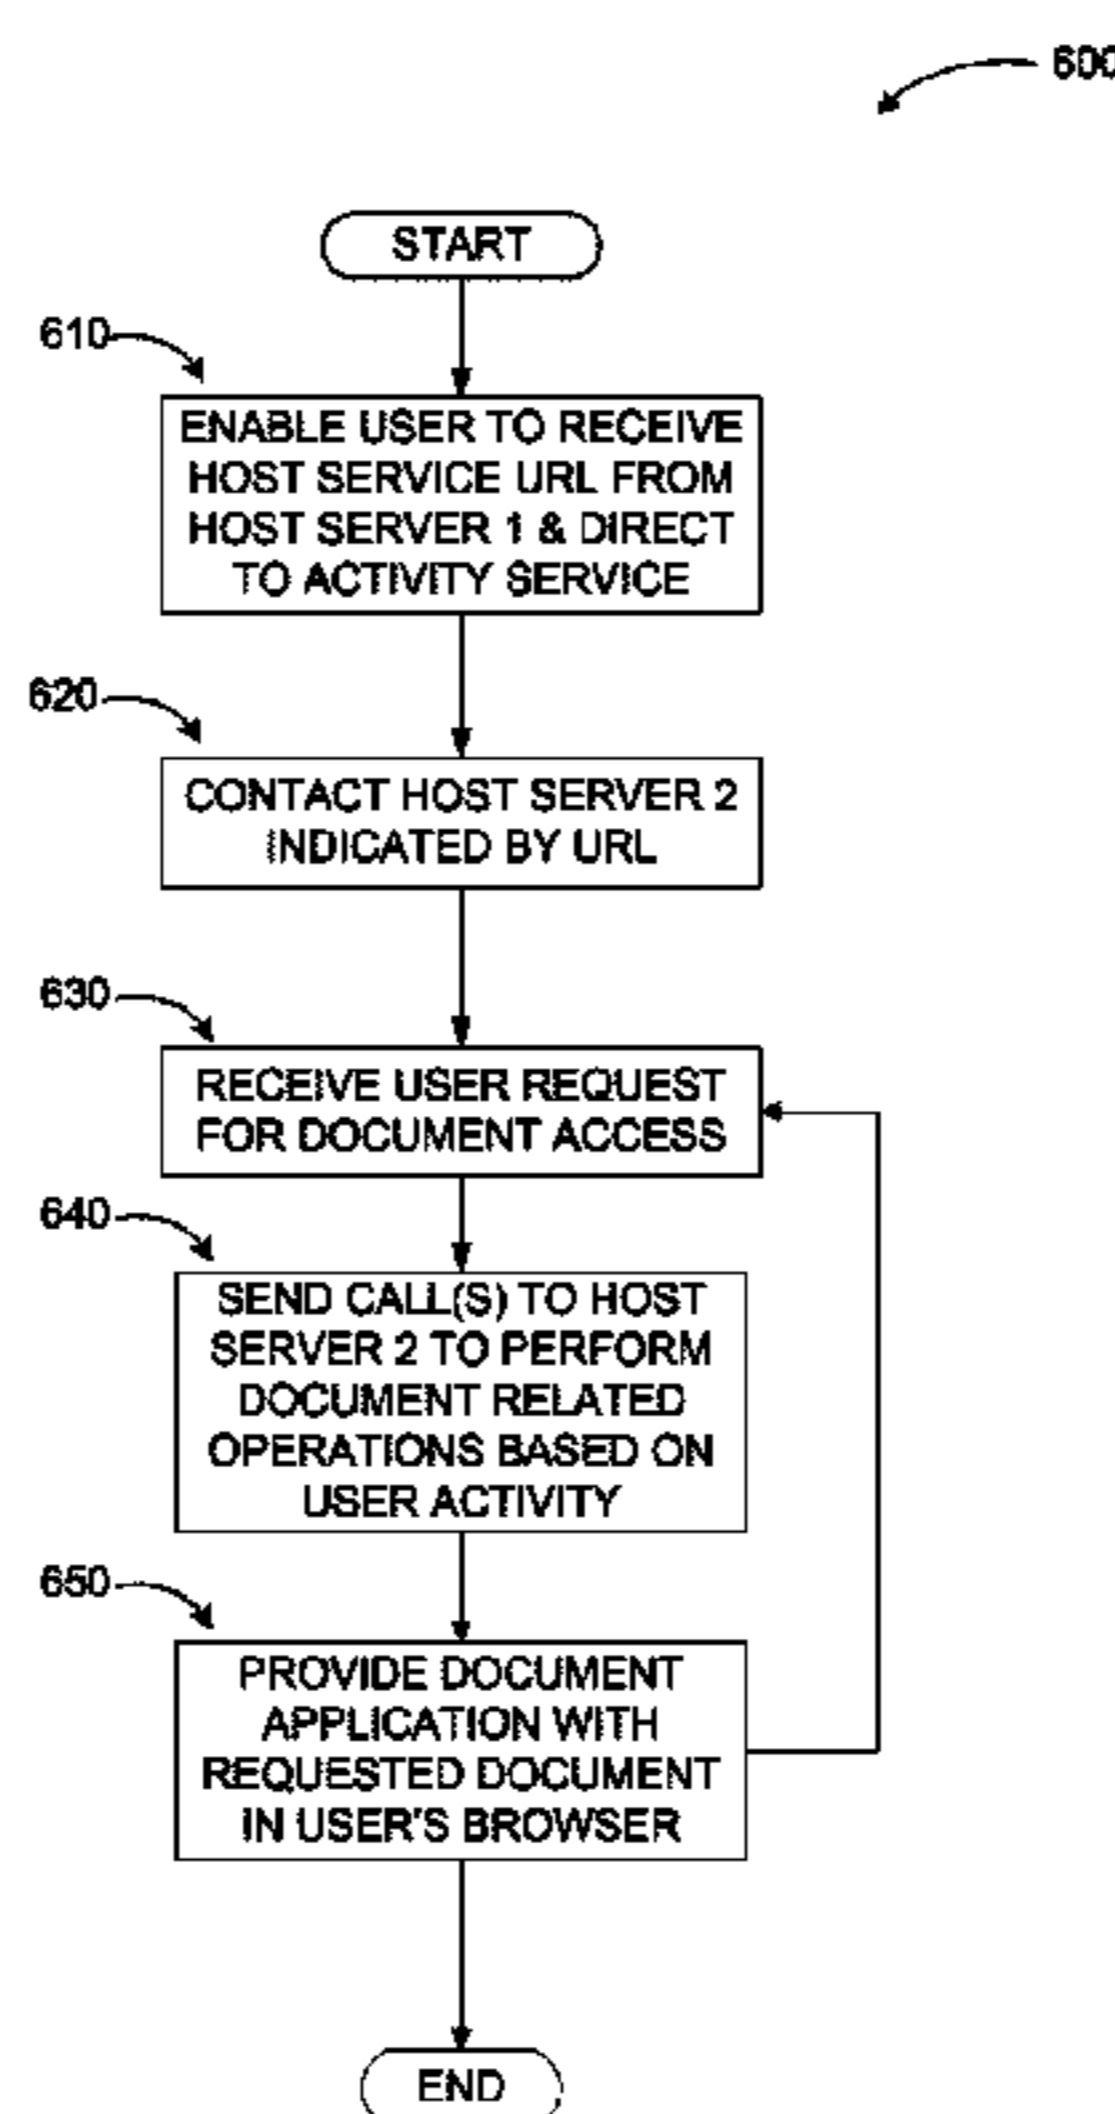 600
START
610
ENABLE USER TO RECEIVE
HOST SERVICE URL FROM
HOST SERVER 1 & DIRECT
TO ACTIVITY SERVICE
620
CONTACT HOST SERVER 2
INDICATED BY URL
630
RECEIVE USER REQUEST
FOR DOCUMENT ACCESS
640
SEND CALL(S) TO HOST
SERVER 2 TO PERFORM
DOCUMENT RELATED
OPERATIONS BASED ON
USER ACTIVITY
650
PROVIDE DOCUMENT
APPLICATION WITH
REQUESTED DOCUMENT
IN USER'S BROWSER
END